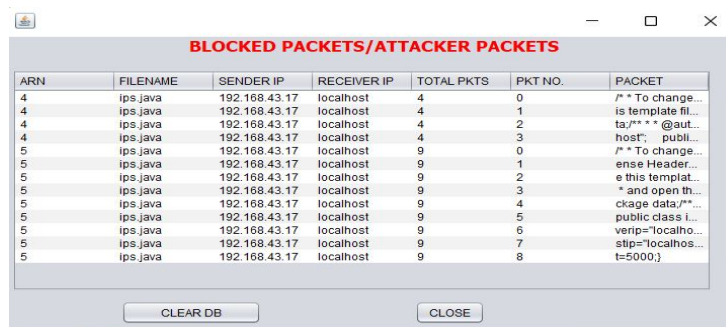 BLOCKED PACKETS/ATTACKER PACKETS
ARN FILENAME SENDER IP RECEIVER IP TOTAL PKTS PKT NO. PACKET
4 ips.java 192.168.43.17 localhost 4 0 /* * To change...
4 ips.java 192.168.43.17 localhost 4 1 is template fil...
4 ips.java 192.168.43.17 localhost 4 2 ta;/** * * @aut...
4 ips.java 192.168.43.17 localhost 4 3 host"; publi...
5 ips.java 192.168.43.17 localhost 9 0 /* * To change...
5 ips.java 192.168.43.17 localhost 9 1 ense Header...
5 ips.java 192.168.43.17 localhost 9 2 e this templat...
5 ips.java 192.168.43.17 localhost 9 3 * and open th...
5 ips.java 192.168.43.17 localhost 9 4 ckage data;/**...
5 ips.java 192.168.43.17 localhost 9 5 public class i...
5 ips.java 192.168.43.17 localhost 9 6 verip="localho...
5 ips.java 192.168.43.17 localhost 9 7 stip="localhos...
5 ips.java 192.168.43.17 localhost 9 8 t=5000;}
CLEAR DB CLOSE